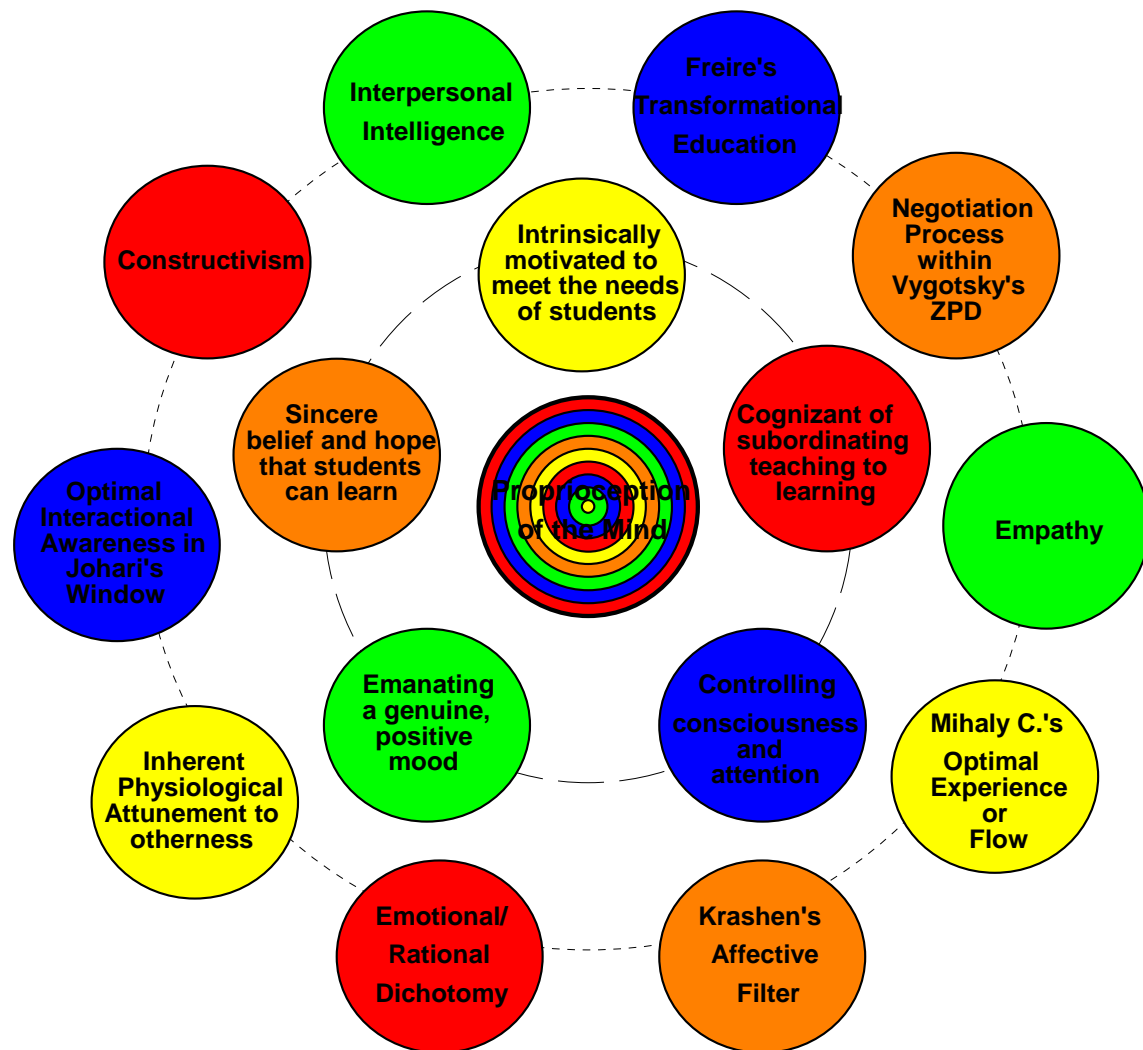 Interpersonal
Intelligence
Freire's
Transformational
Education
Constructivism
Intrinsically
motivated to
meet the needs
of students
Negotiation
Process
within
Vygotsky's
ZPD
Sincere
belief and hope
that students
can learn
Cognizant of
subordinating
teaching to
learning
Proprioception
of the Mind
Optimal
Interactional
Awareness in
Johari's
Window
Empathy
Emanating
a genuine,
positive
mood
Controlling
consciousness
and
attention
Inherent
Physiological
Attunement to
otherness
Mihaly C.'s
Optimal
Experience
or
Flow
Emotional/
Rational
Dichotomy
Krashen's
Affective
Filter